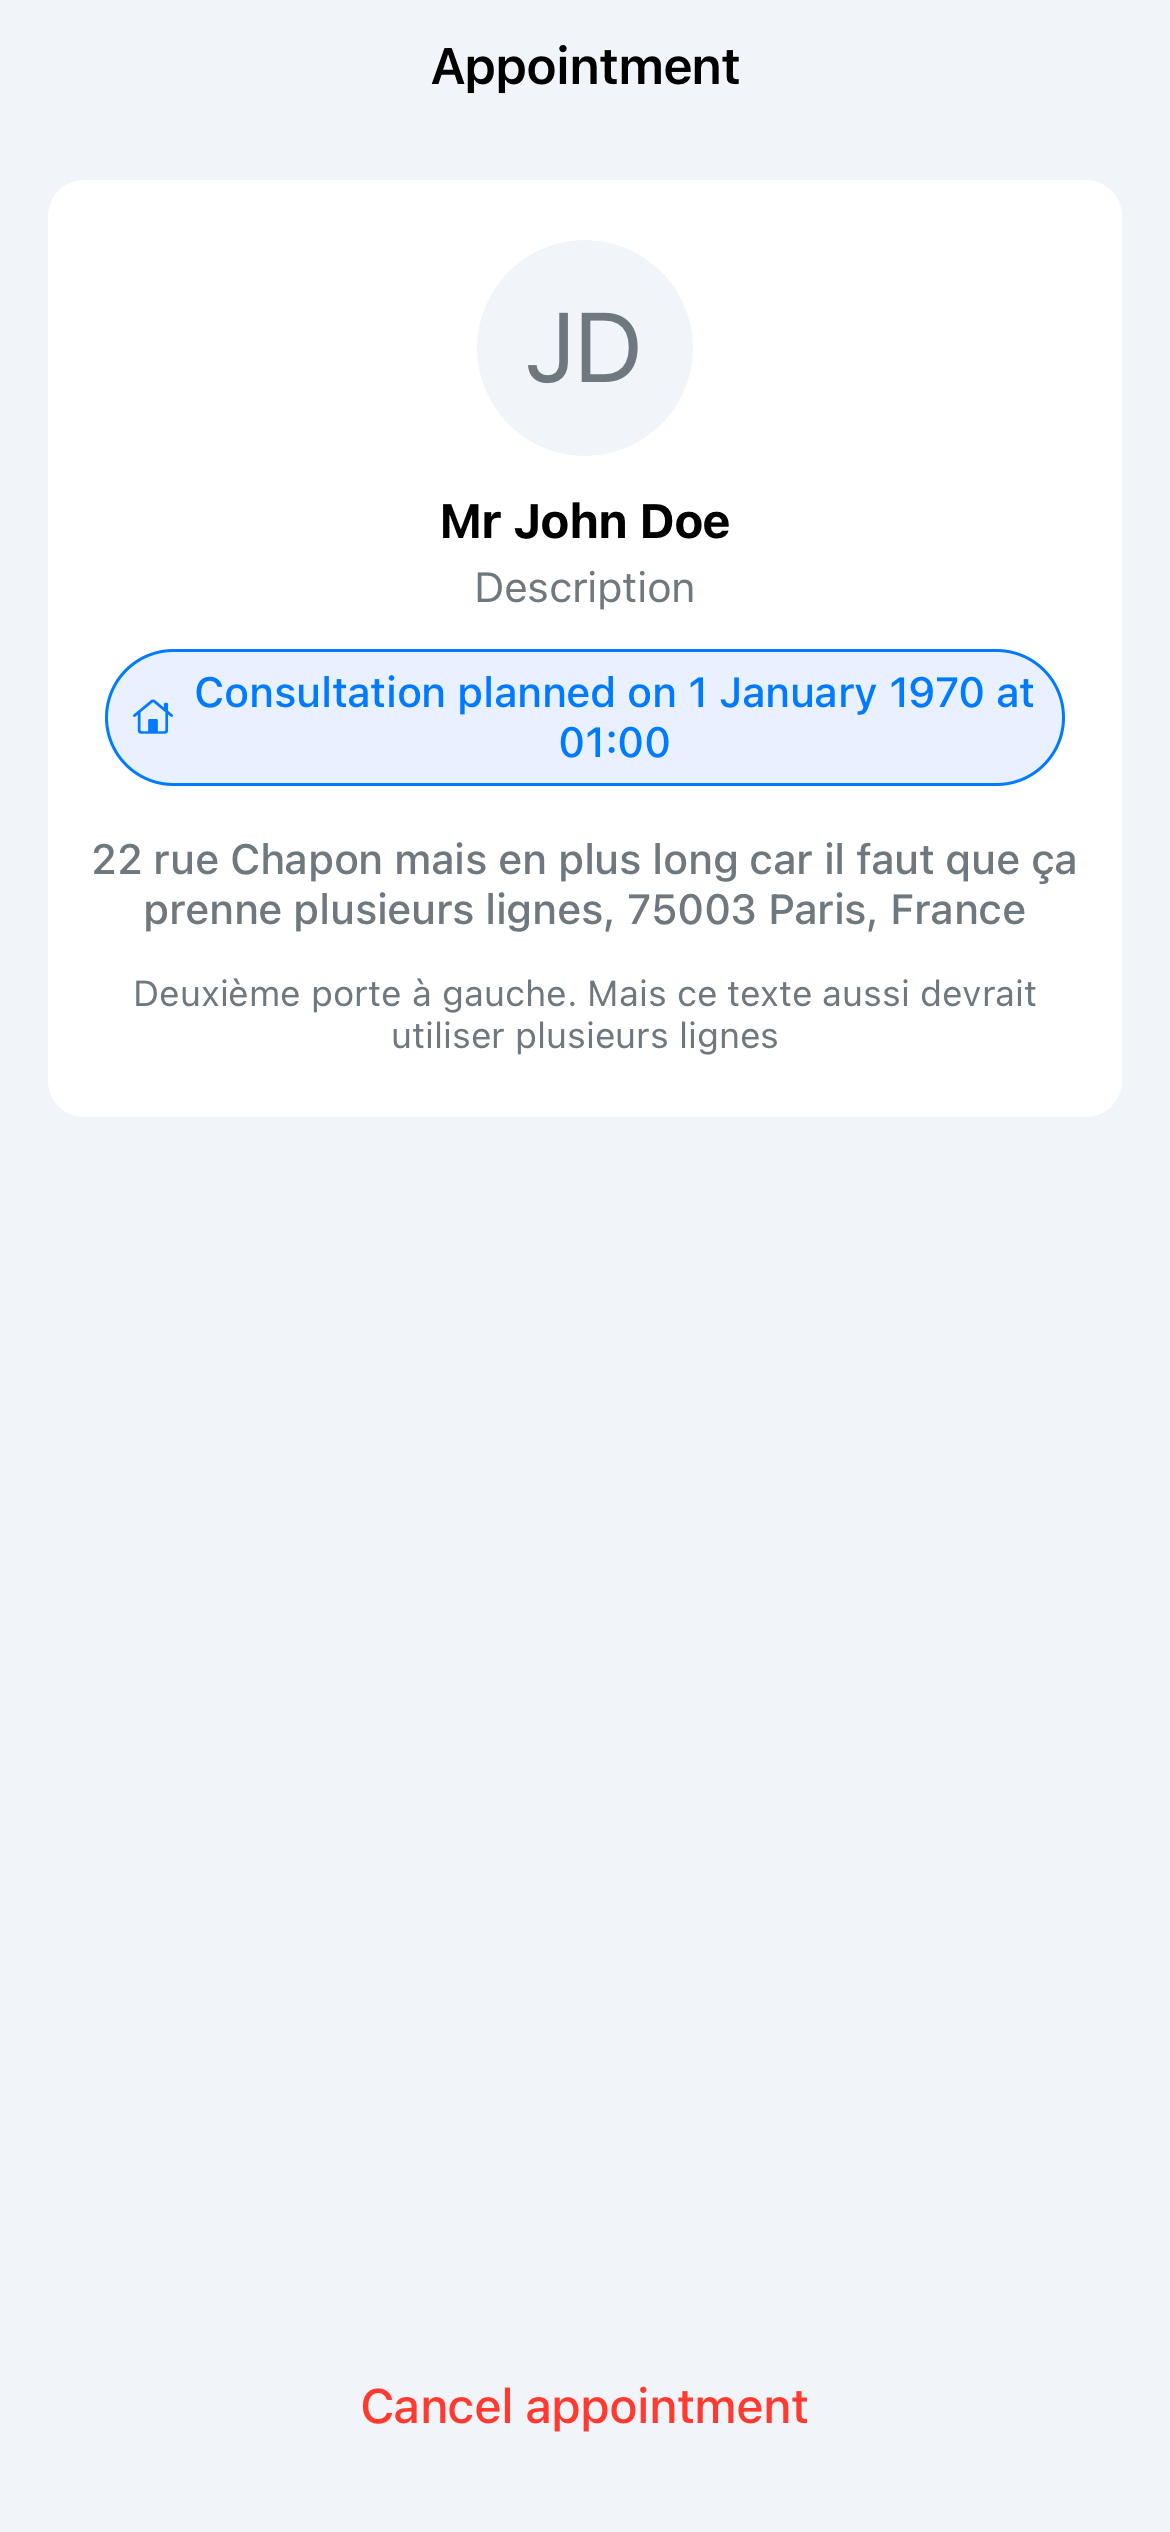 Appointment
JD
Mr John Doe
Description
Consultation planned on 1 January 1970 at
01:00
22 rue Chapon mais en plus long car il faut que ça
prenne plusieurs lignes, 75003 Paris, France
Deuxième porte à gauche. Mais ce texte aussi devrait
utiliser plusieurs lignes
Cancel appointment